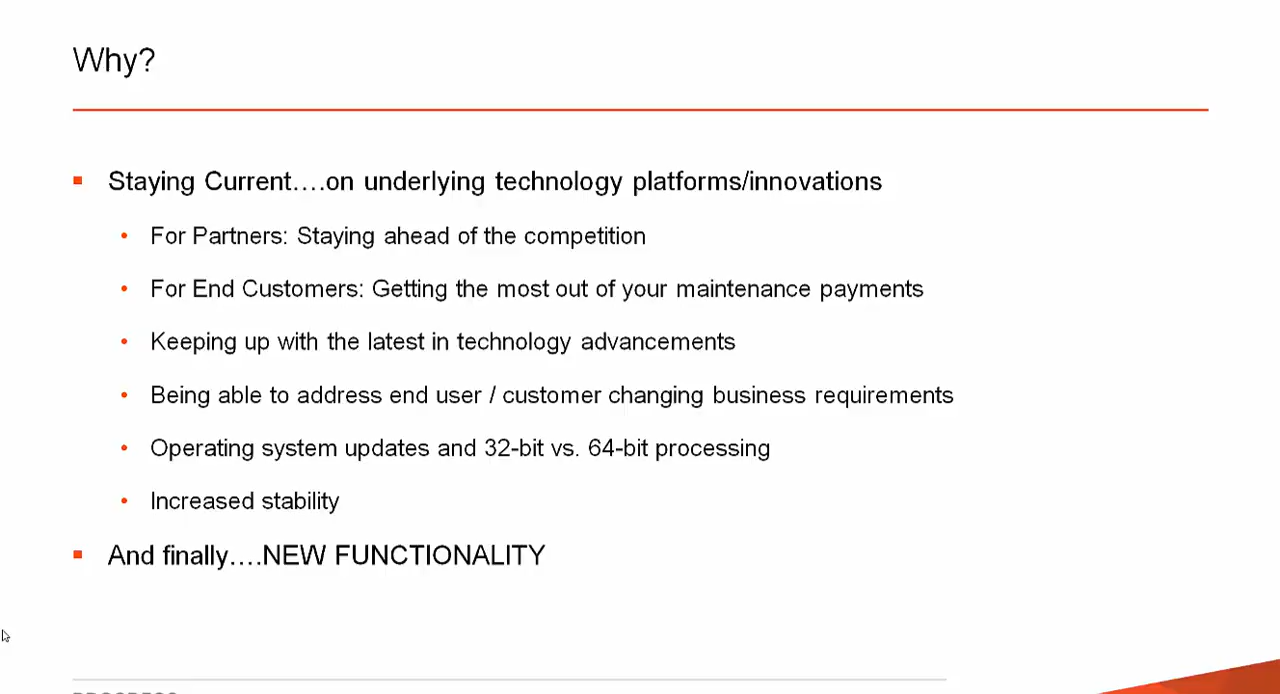 Why?
Staying Current....on underlying technology platforms/innovations
For Partners: Staying ahead of the competition
For End Customers: Getting the most out of your maintenance payments
Keeping up with the latest in technology advancements
Being able to address end user / customer changing business requirements
Operating system updates and 32-bit vs. 64-bit processing
Increased stability
And finally....NEW FUNCTIONALITY